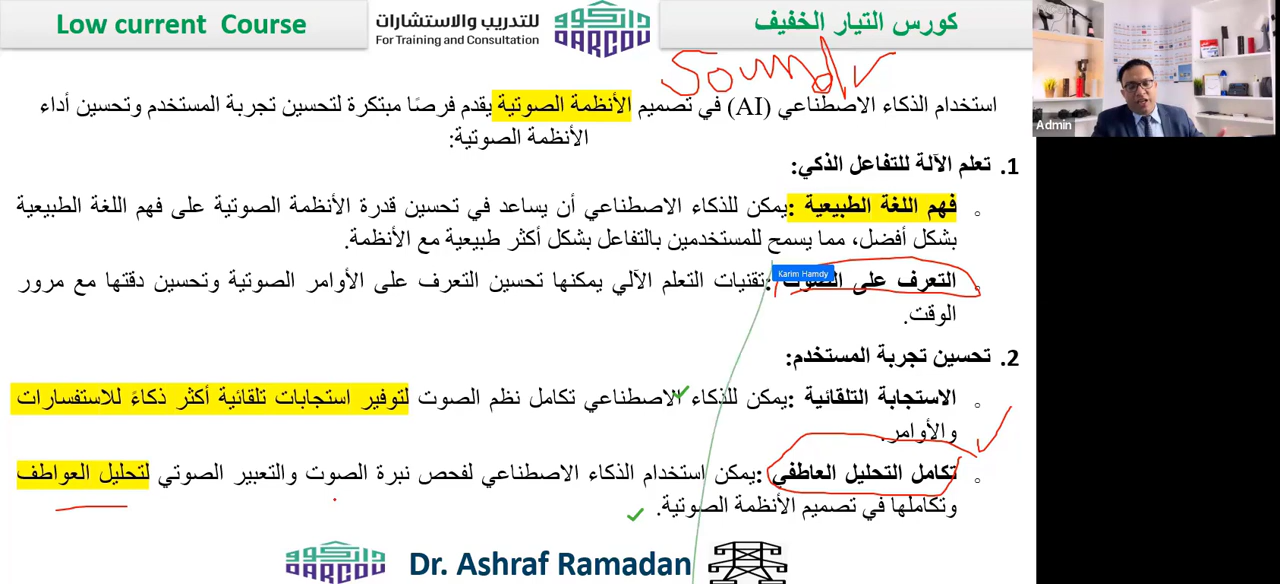 Low current Course
للتدريب والاستشارات
For Training and Consultation
داركو
DARCOU
كورس التيار الخفيف
Sound
استخدام الذكاء الاصطناعي (AI) في تصميم الأنظمة الصوتية يقدم فرصًا مبتكرة لتحسين تجربة المستخدم وتحسين أداء
الأنظمة الصوتية:
1. تعلم الآلة للتفاعل الذكي:
فهم اللغة الطبيعية :يمكن للذكاء الاصطناعي أن يساعد في تحسين قدرة الأنظمة الصوتية على فهم اللغة الطبيعية
بشكل أفضل، مما يسمح للمستخدمين بالتفاعل بشكل أكثر طبيعية مع الأنظمة.
Karim Hamdy
التعرف على الصوت :تقنيات التعلم الآلي يمكنها تحسين التعرف على الأوامر الصوتية وتحسين دقتها مع مرور
الوقت.
2. تحسين تجربة المستخدم:
الاستجابة التلقائية :يمكن للذكاء الاصطناعي تكامل نظم الصوت لتوفير استجابات تلقائية أكثر ذكاءً للاستفسارات
والأوامر.
تكامل التحليل العاطفي :يمكن استخدام الذكاء الاصطناعي لفحص نبرة الصوت والتعبير الصوتي لتحليل العواطف
وتكاملها في تصميم الأنظمة الصوتية.
داركو
DARCOU
Dr. Ashraf Ramadan
Admin